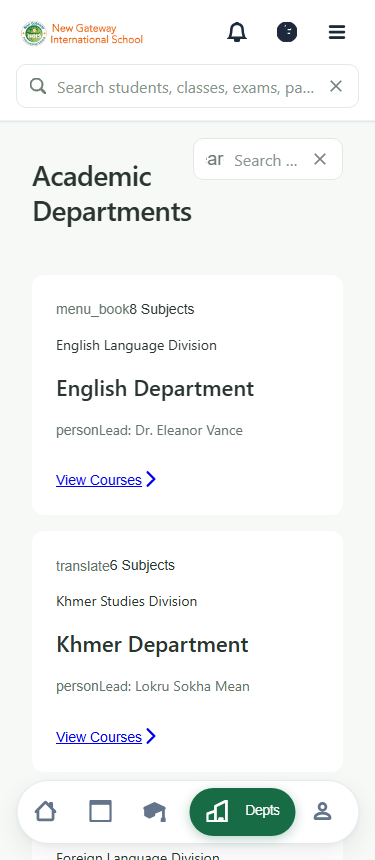 New Gateway
International School
Search students, classes, exams, pa...
Academic
Departments
ar Search ...
menu_book8 Subjects
English Language Division
English Department
personLead: Dr. Eleanor Vance
View Courses
translate6 Subjects
Khmer Studies Division
Khmer Department
personLead: Lokru Sokha Mean
View Courses
Depts
Foreign Language Division